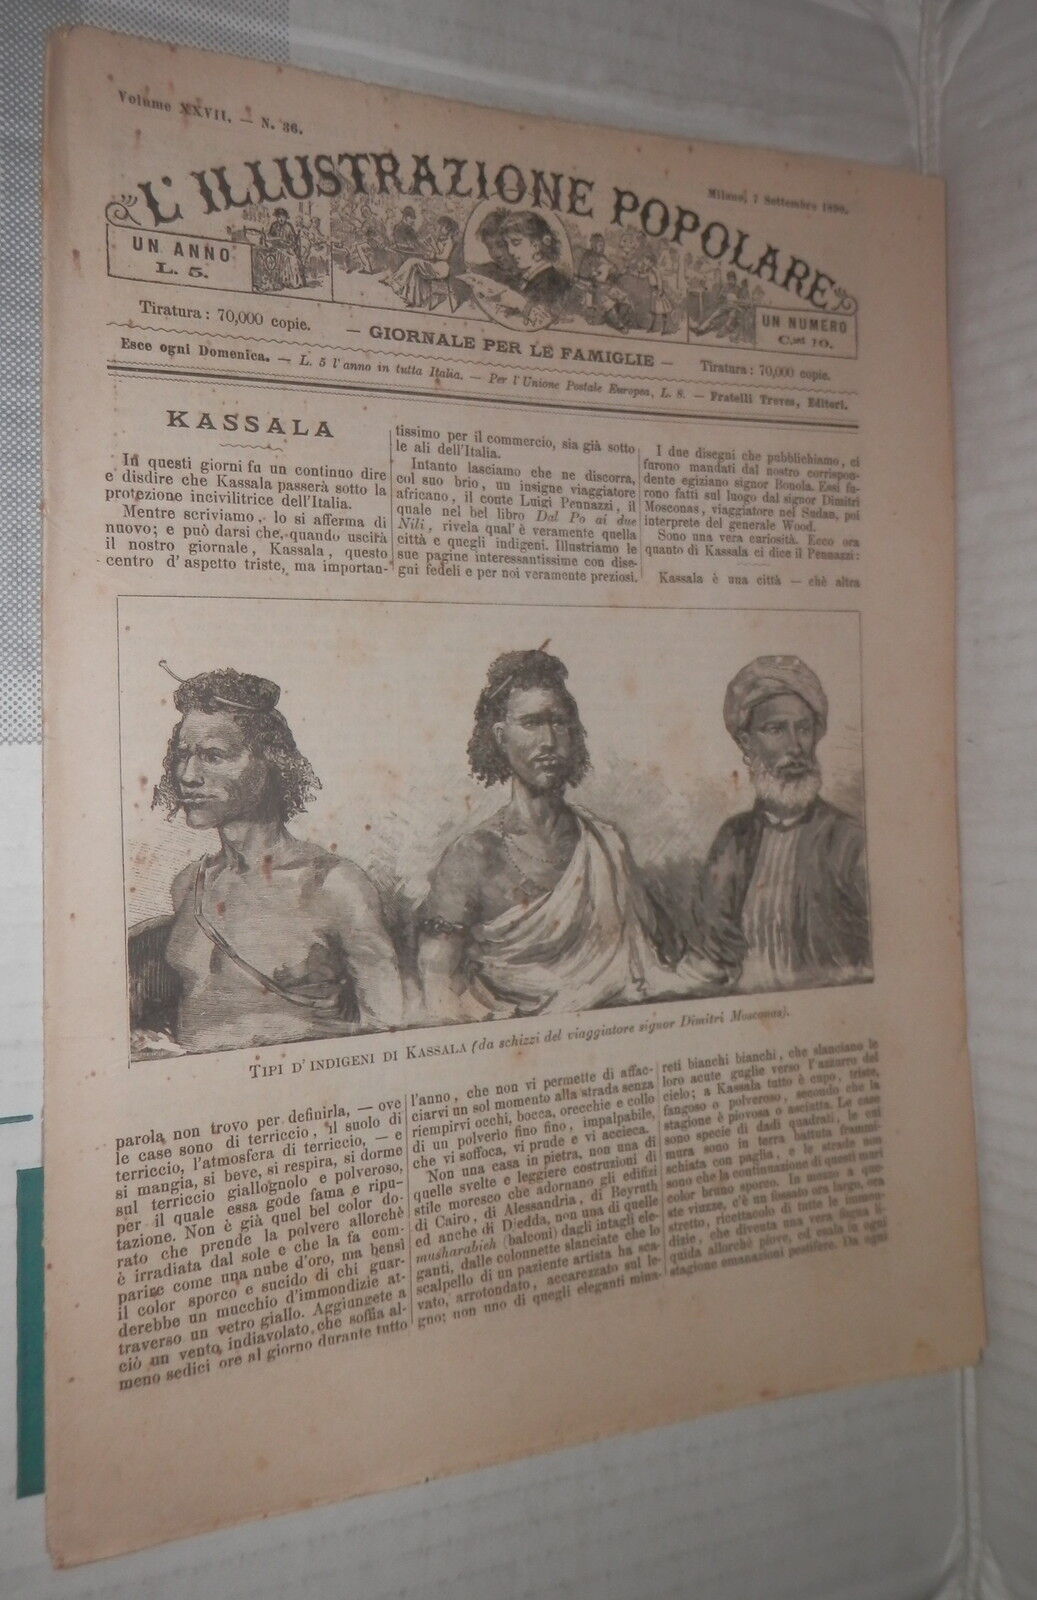 Volume XXVII. — N. 36.
Milano, 7 Settembre 1890.
L'ILLUSTRAZIONE POPOLARE
UN ANNO
L. 5.
UN NUMERO
C.mi 10.
Tiratura: 70,000 copie.
— GIORNALE PER LE FAMIGLIE —
Tiratura: 70,000 copie.
Esce ogni Domenica. — L. 5 l'anno in tutta Italia. — Per l'Unione Postale Europea, L. 8. — Fratelli Treves, Editori.
KASSALA
In questi giorni fu un continuo dire
e disdire che Kassala passerà sotto la
protezione incivilitrice dell'Italia.
Mentre scriviamo, lo si afferma di
nuovo; e può darsi che, quando uscirà
il nostro giornale, Kassala, questo
centro d'aspetto triste, ma importan-
tissimo per il commercio, sia già sotto
le ali dell'Italia.
Intanto lasciamo che ne discorra,
col suo brio, un insigne viaggiatore
africano, il conte Luigi Pennazzi, il
quale nel bel libro Dal Po ai due
Nili, rivela qual'è veramente quella
città e quegli indigeni. Illustriamo le
sue pagine interessantissime con dise-
gni fedeli e per noi veramente preziosi.
I due disegni che pubblichiamo, ci
furono mandati dal nostro corrispon-
dente egiziano signor Bonola. Essi fu-
rono fatti sul luogo dal signor Dimitri
Mosconas, viaggiatore nel Sudan, poi
interprete del generale Wood.
Sono una vera curiosità. Ecco ora
quanto di Kassala ci dice il Pennazzi:
Kassala è una città — chè altra
TIPI D'INDIGENI DI KASSALA (da schizzi del viaggiatore signor Dimitri Mosconas).
parola non trovo per definirla, — ove
le case sono di terriccio, il suolo di
terriccio, l'atmosfera di terriccio, — e
si mangia, si beve, si respira, si dorme
sul terriccio giallognolo e polveroso,
per il quale essa gode fama e ripu-
tazione. Non è già quel bel color do-
rato che prende la polvere allorchè
è irradiata dal sole e che la fa com-
parire come una nube d'oro, ma bensì
il color sporco e sucido di chi guar-
derebbe un mucchio d'immondizie at-
traverso un vetro giallo. Aggiungete a
ciò un vento, indiavolato, che soffia al-
meno sedici ore al giorno durante tutto
l'anno, che non vi permette di affac-
ciarvi un sol momento alla strada senza
riempirvi occhi, bocca, orecchie e collo
di un polverio fino fino, impalpabile,
che vi soffoca, vi prude e vi accieca.
Non una casa in pietra, non una di
quelle svelte e leggiere costruzioni di
stile moresco che adornano gli edifizi
di Cairo, di Alessandria, di Beyruth
ed anche di Djedda, non una di quelle
musharabieh (balconi) dagli intagli ele-
ganti, dalle colonnette slanciate che lo
scalpello di un paziente artista ha sca-
vato, arrotondato, accarezzato sul le-
gno; non uno di quegli eleganti mina-
reti bianchi bianchi, che slanciano le
loro acute guglie verso l'azzurro del
cielo; a Kassala tutto è cupo, triste,
fangoso o polveroso, secondo che la
stagione è piovosa o asciutta. Le case
sono specie di dadi quadrati, le cui
mura sono in terra battuta frammi-
schiata con paglia, e le strade non
sono che la continuazione di questi muri
color bruno sporco. In mezzo a que-
ste viuzze, c'è un fossato ora largo, ora
stretto, ricettacolo di tutte le immon-
dizie, che diventa una vera fogna li-
quida allorchè piove, ed esala in ogni
stagione emanazioni pestifere. Da ogni